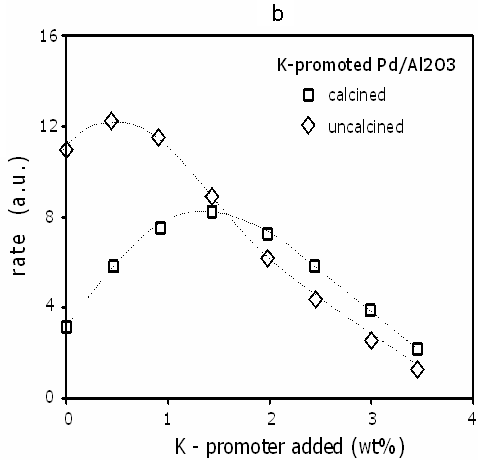 b
16
12
8
4
0
rate (a.u.)
K-promoted Pd/Al2O3
calcined
uncalcined
0 1 2 3 4
K - promoter added (wt%)